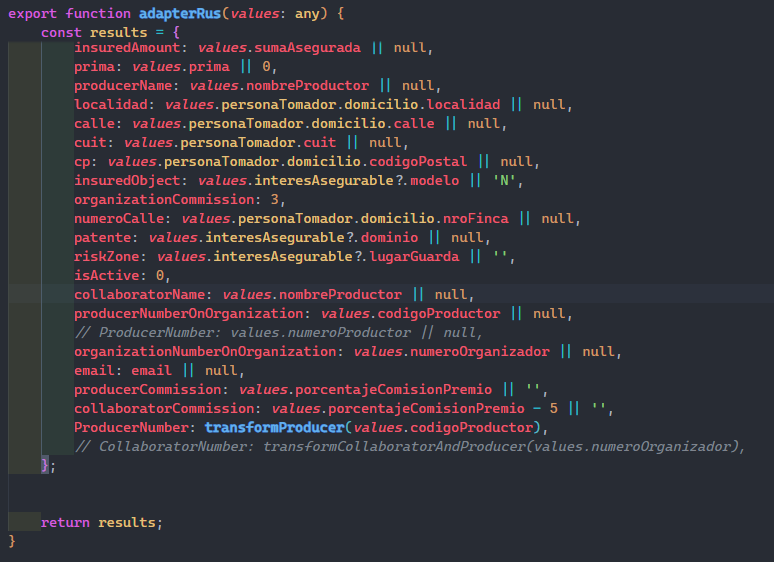 export function adapterRus(values: any) {
    const results = {
        insuredAmount: values.sumaAsegurada || null,
        prima: values.prima || 0,
        producerName: values.nombreProductor || null,
        localidad: values.personaTomador.domicilio.localidad || null,
        calle: values.personaTomador.domicilio.calle || null,
        cuit: values.personaTomador.cuit || null,
        cp: values.personaTomador.domicilio.codigoPostal || null,
        insuredObject: values.interesAsegurable?.modelo || 'N',
        organizationCommission: 3,
        numeroCalle: values.personaTomador.domicilio.nroFinca || null,
        patente: values.interesAsegurable?.dominio || null,
        riskZone: values.interesAsegurable?.lugarGuarda || '',
        isActive: 0,
        collaboratorName: values.nombreProductor || null,
        producerNumberOnOrganization: values.codigoProductor || null,
        // ProducerNumber: values.numeroProductor || null,
        organizationNumberOnOrganization: values.numeroOrganizador || null,
        email: email || null,
        producerCommission: values.porcentajeComisionPremio || '',
        collaboratorCommission: values.porcentajeComisionPremio - 5 || '',
        ProducerNumber: transformProducer(values.codigoProductor),
        // CollaboratorNumber: transformCollaboratorAndProducer(values.numeroOrganizador),
    };
    return results;
}